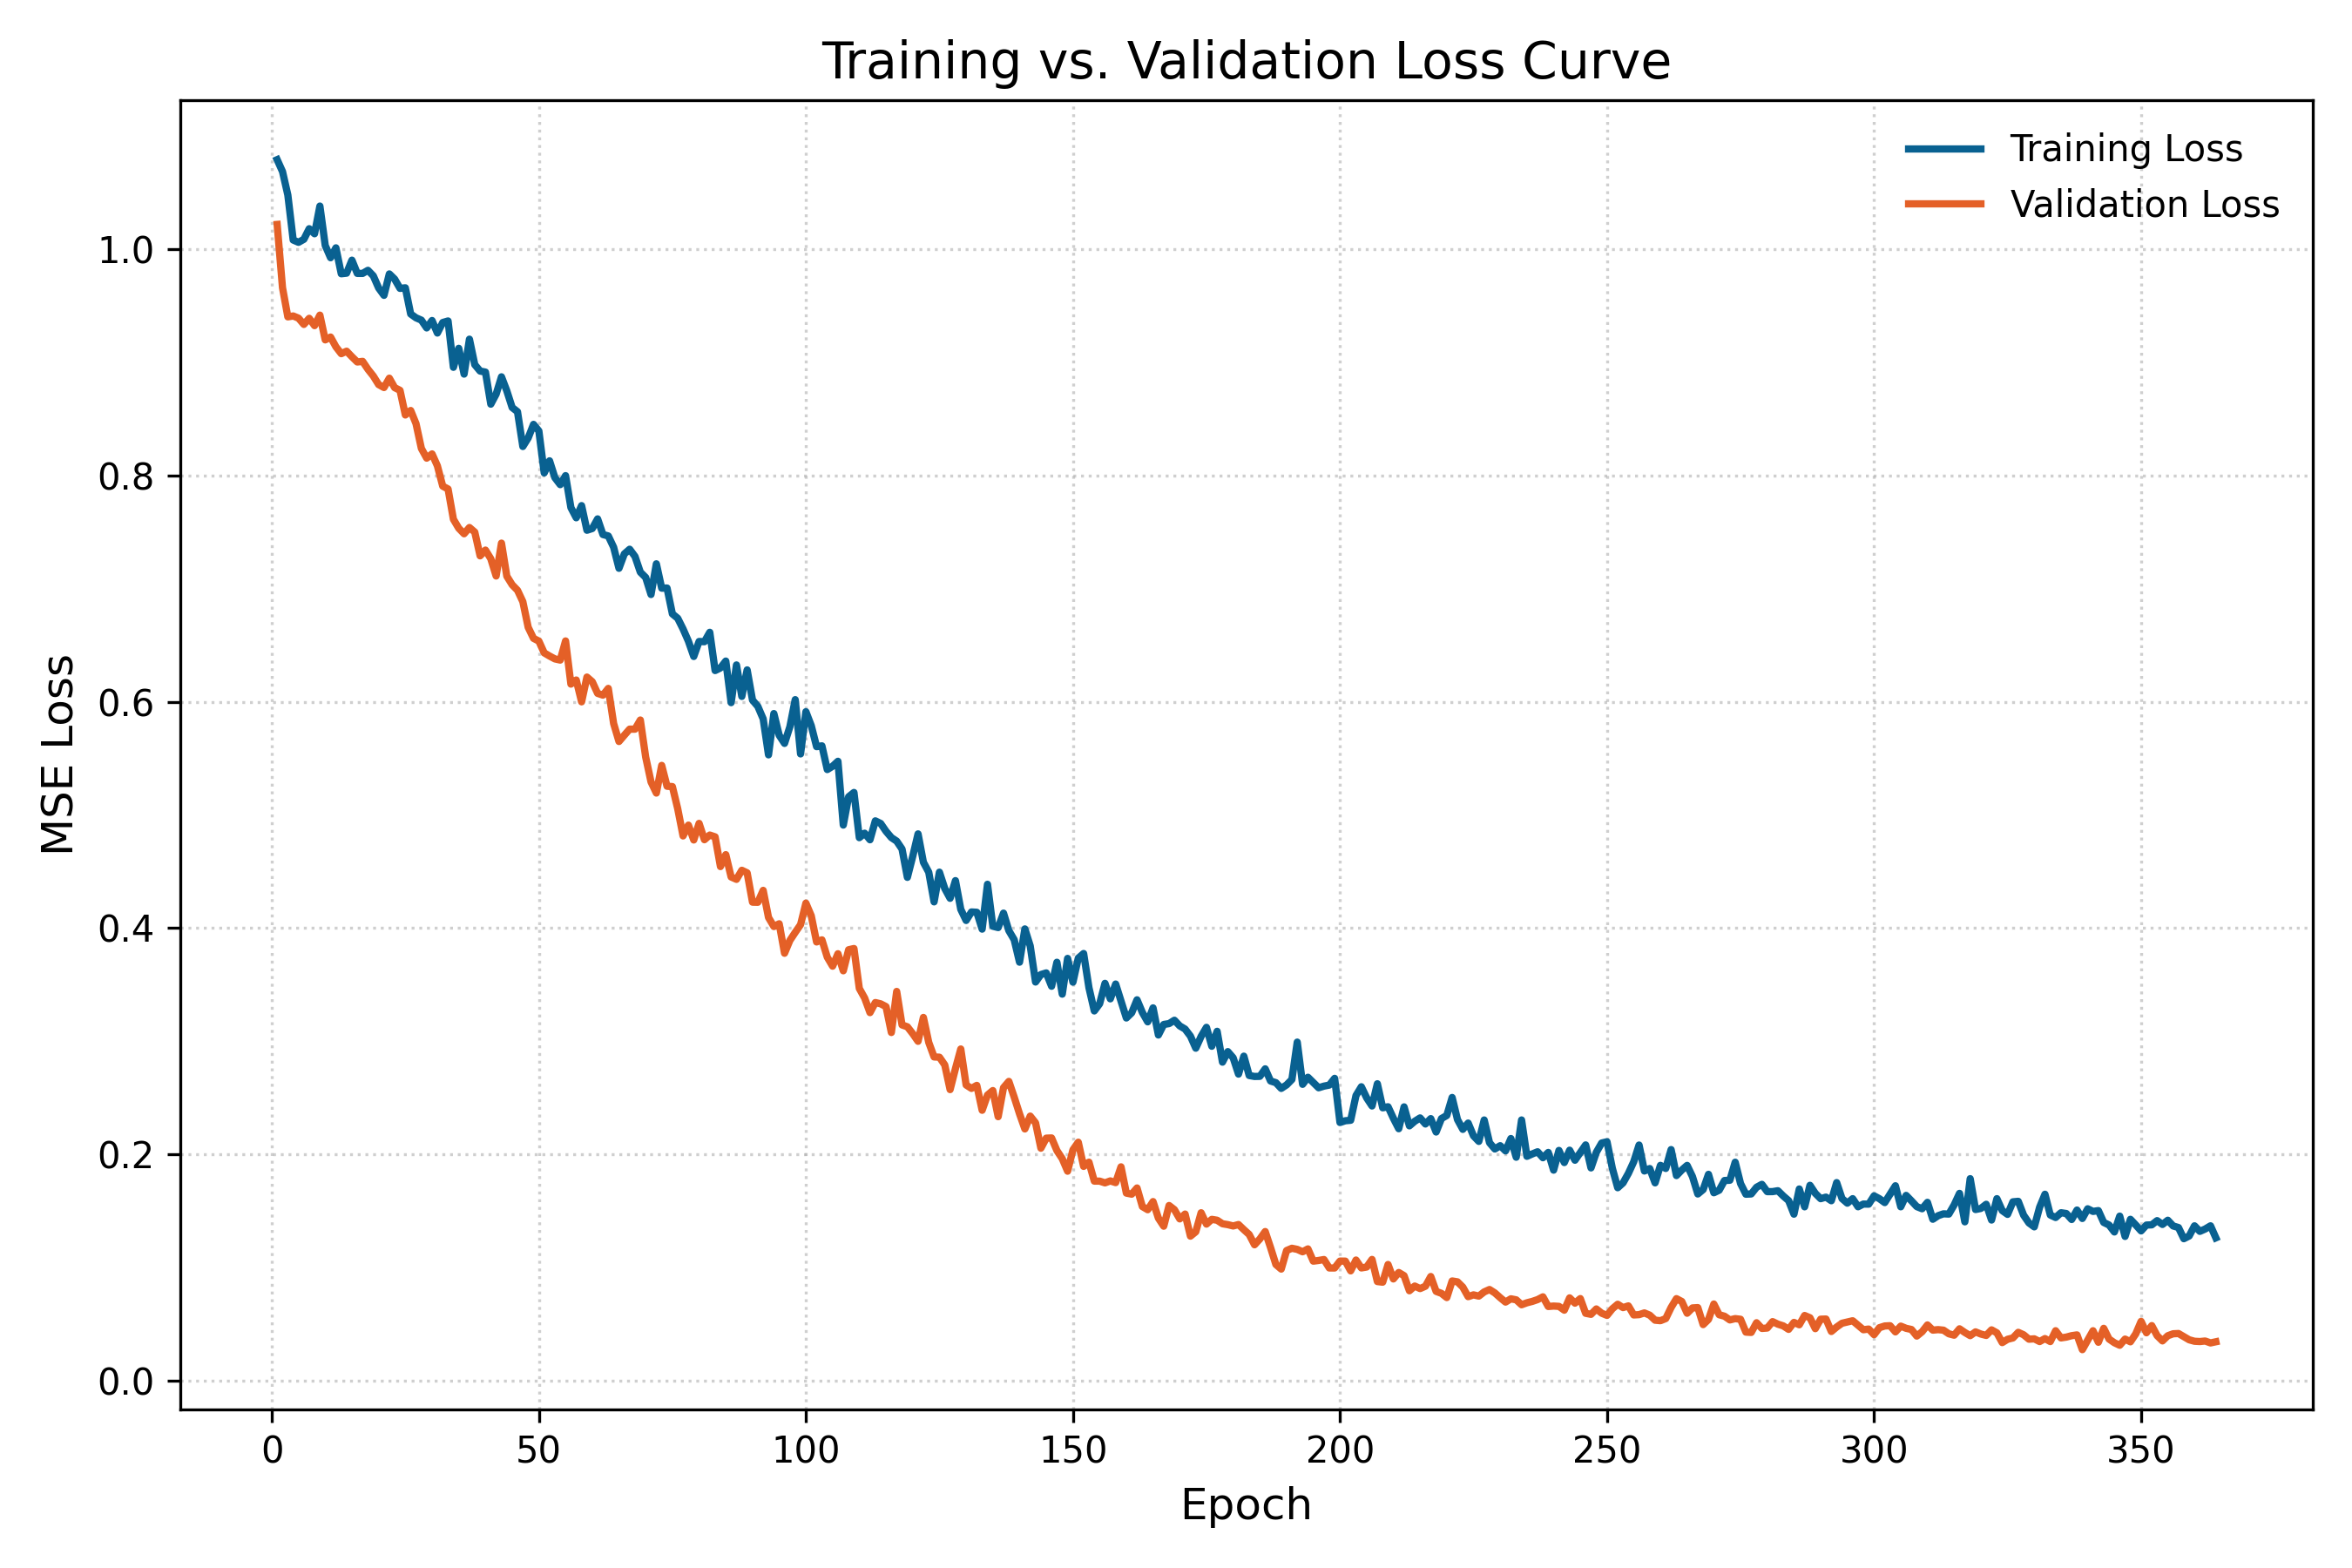 Training vs. Validation Loss Curve
Training Loss
Validation Loss
MSE Loss
1.0
0.8
0.6
0.4
0.2
0.0
0 50 100 150 200 250 300 350
Epoch